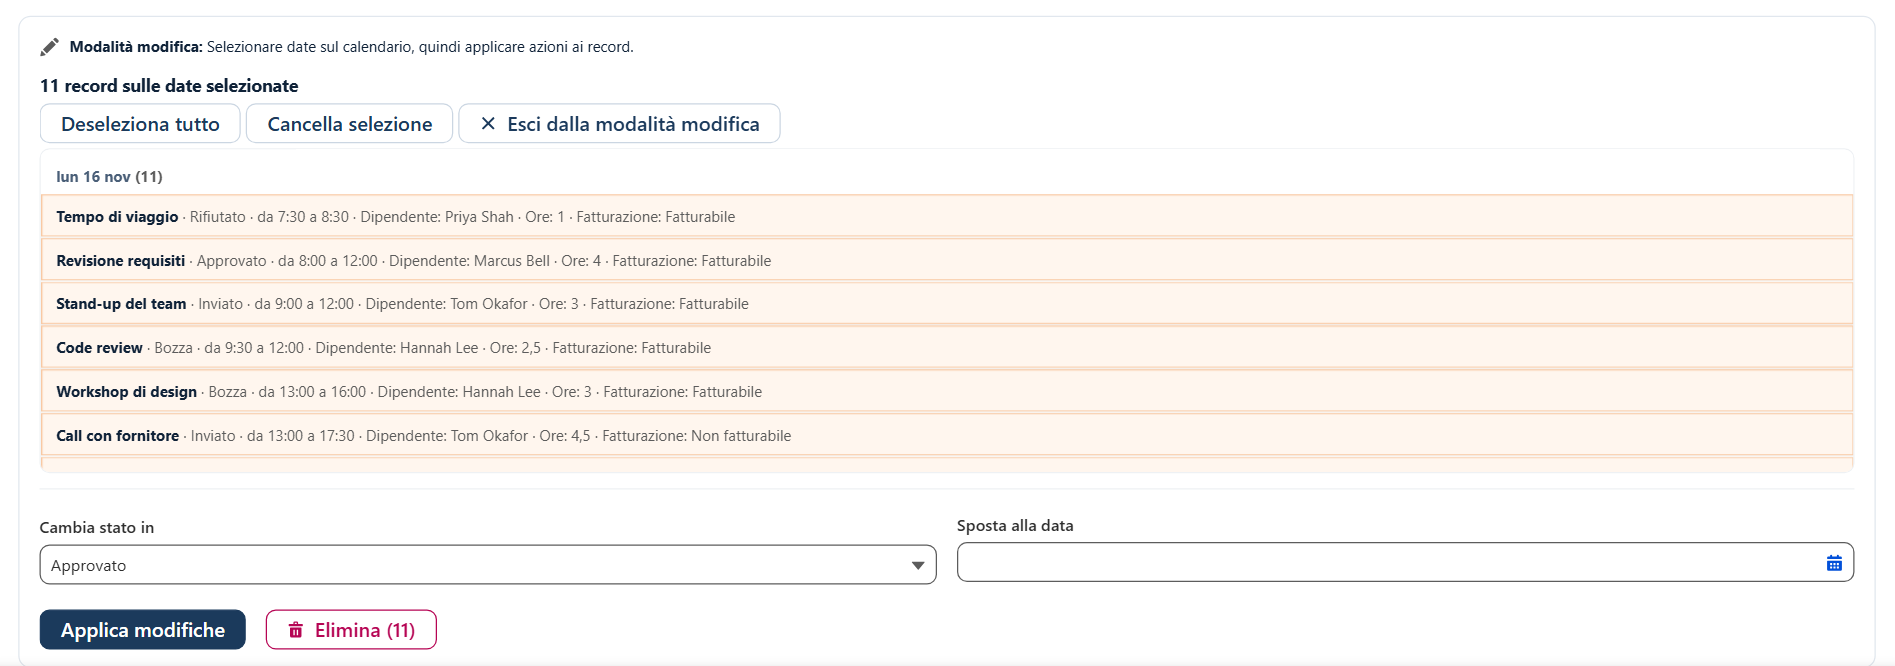 Modalità modifica: Selezionare date sul calendario, quindi applicare azioni ai record.
11 record sulle date selezionate
Deseleziona tutto
Cancella selezione
Esci dalla modalità modifica
lun 16 nov (11)
Tempo di viaggio · Rifiutato · da 7:30 a 8:30 · Dipendente: Priya Shah · Ore: 1 · Fatturazione: Fatturabile
Revisione requisiti · Approvato · da 8:00 a 12:00 · Dipendente: Marcus Bell · Ore: 4 · Fatturazione: Fatturabile
Stand-up del team · Inviato · da 9:00 a 12:00 · Dipendente: Tom Okafor · Ore: 3 · Fatturazione: Fatturabile
Code review · Bozza · da 9:30 a 12:00 · Dipendente: Hannah Lee · Ore: 2,5 · Fatturazione: Fatturabile
Workshop di design · Bozza · da 13:00 a 16:00 · Dipendente: Hannah Lee · Ore: 3 · Fatturazione: Fatturabile
Call con fornitore · Inviato · da 13:00 a 17:30 · Dipendente: Tom Okafor · Ore: 4,5 · Fatturazione: Non fatturabile
Cambia stato in
Approvato
Sposta alla data
Applica modifiche
Elimina (11)